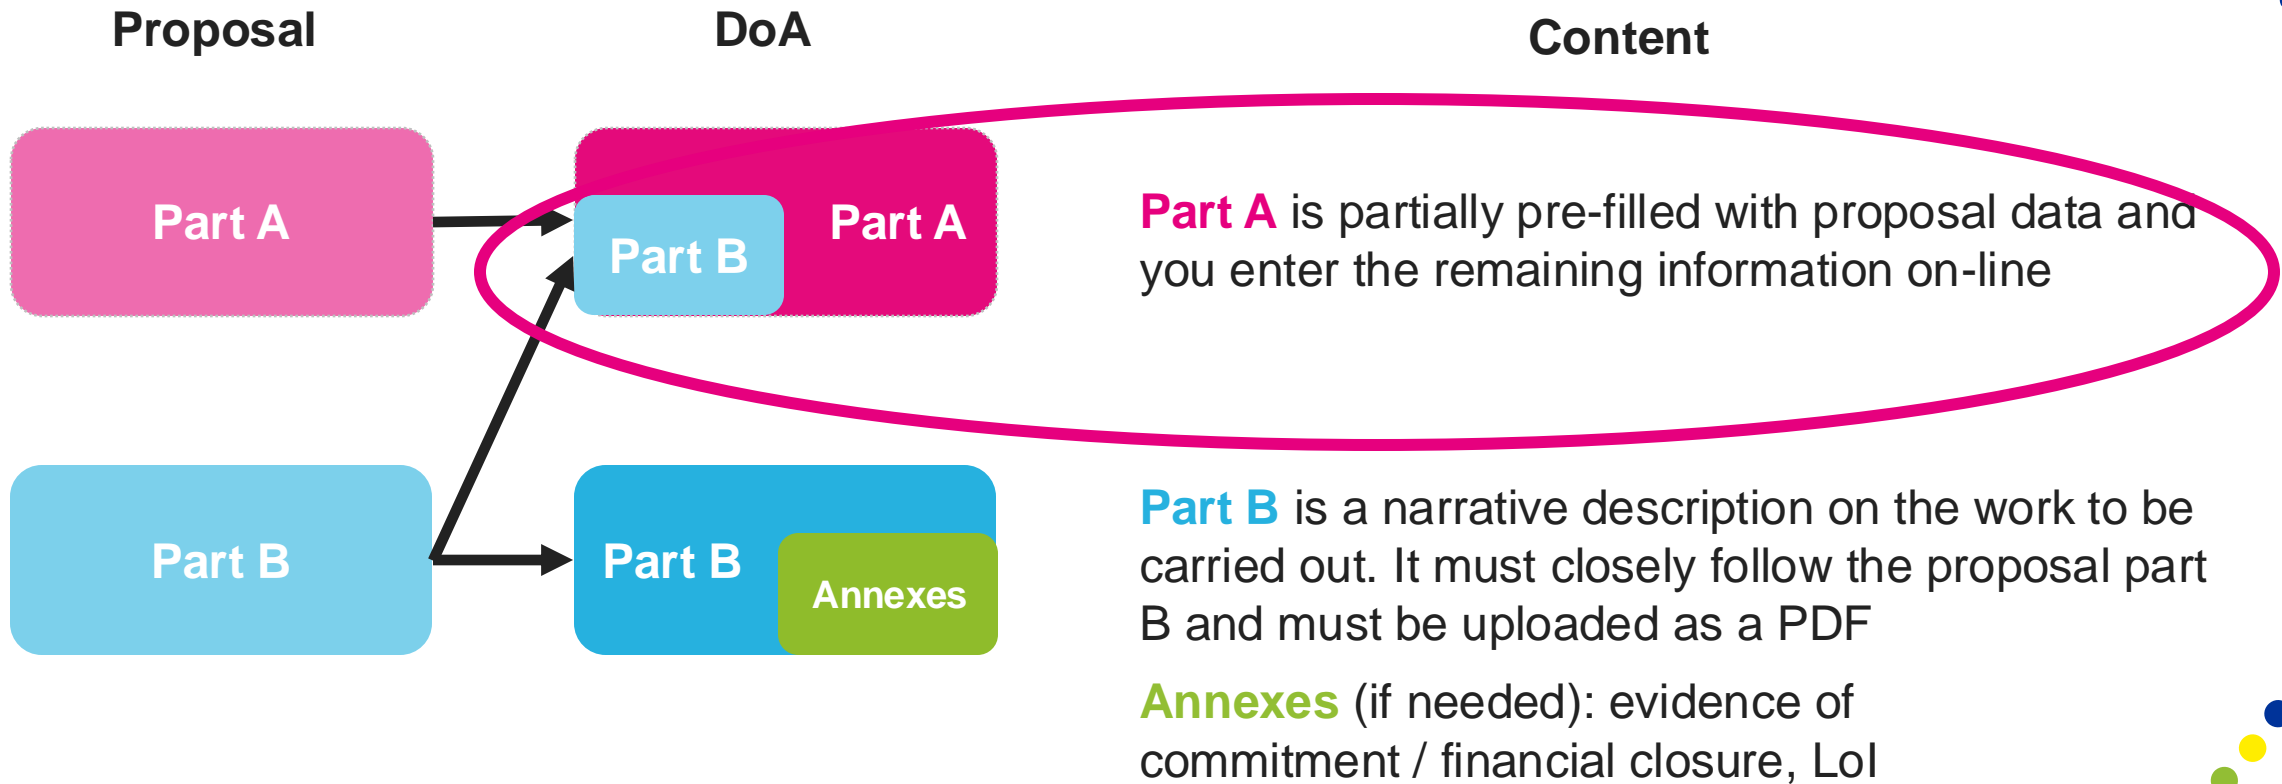 Proposal
DoA
Content
Part A
Part B
Part A
Part A is partially pre-filled with proposal data and
you enter the remaining information on-line
Part B
Part B
Annexes
Part B is a narrative description on the work to be
carried out. It must closely follow the proposal part
B and must be uploaded as a PDF
Annexes (if needed): evidence of
commitment / financial closure, LoI